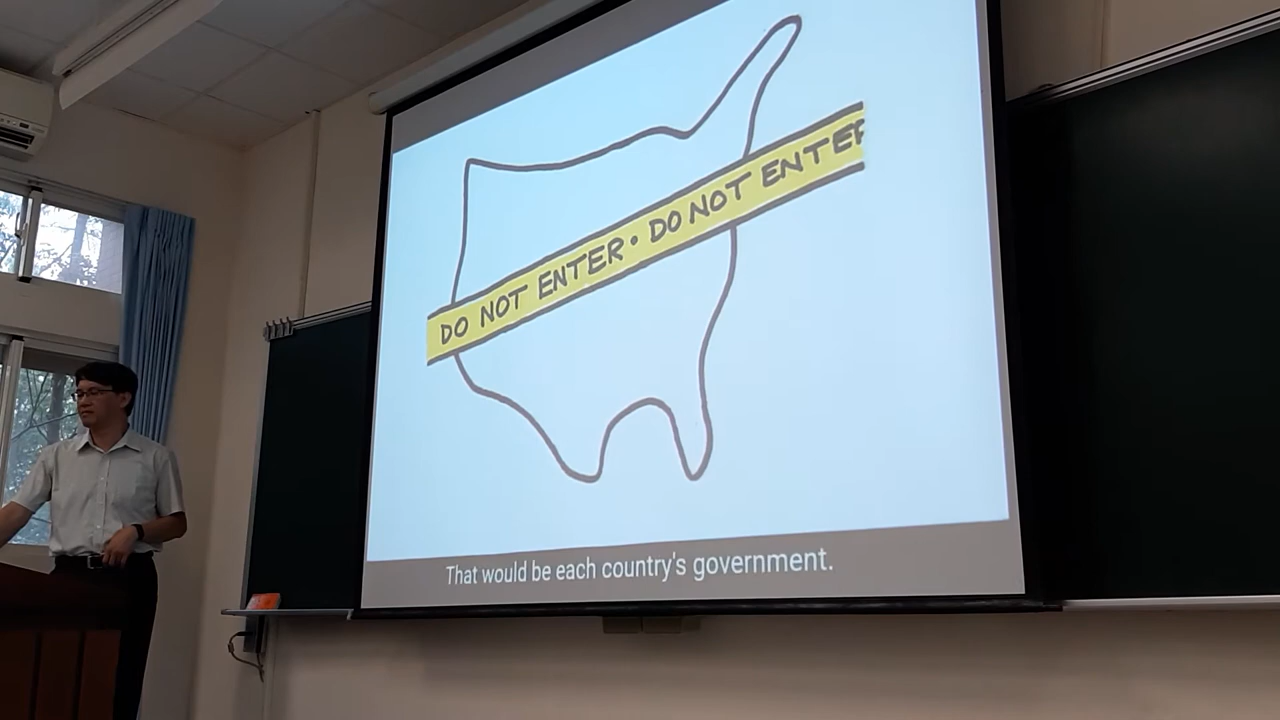 DO NOT ENTER • DO NOT ENTER
That would be each country's government.